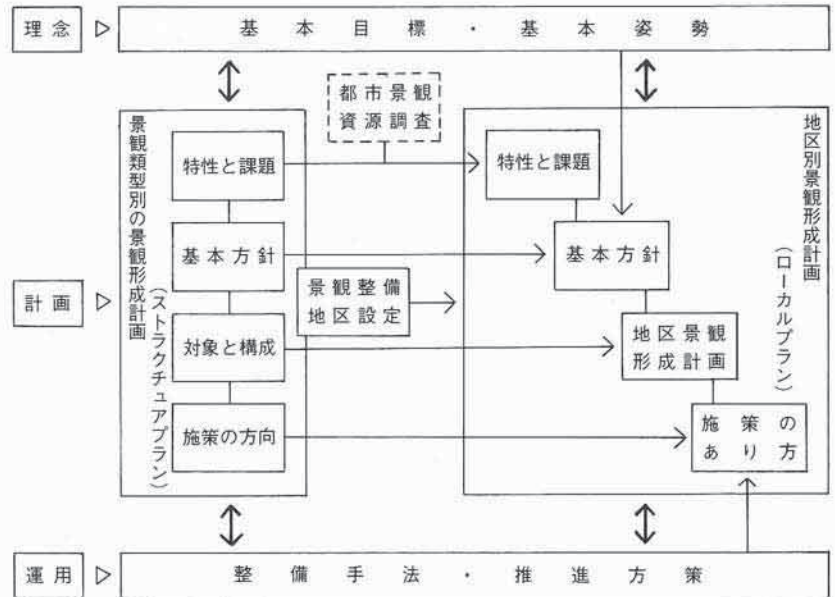 理念
基本目標・基本姿勢
都市景観
資源調査
景観類型別の景観形成計画
(ストラクチュアプラン)
特性と課題
基本方針
対象と構成
施策の方向
計画
景観整備
地区設定
地区別景観形成計画
(ローカルプラン)
特性と課題
基本方針
地区景観
形成計画
施策の
あり方
運用
整備手法・推進方策